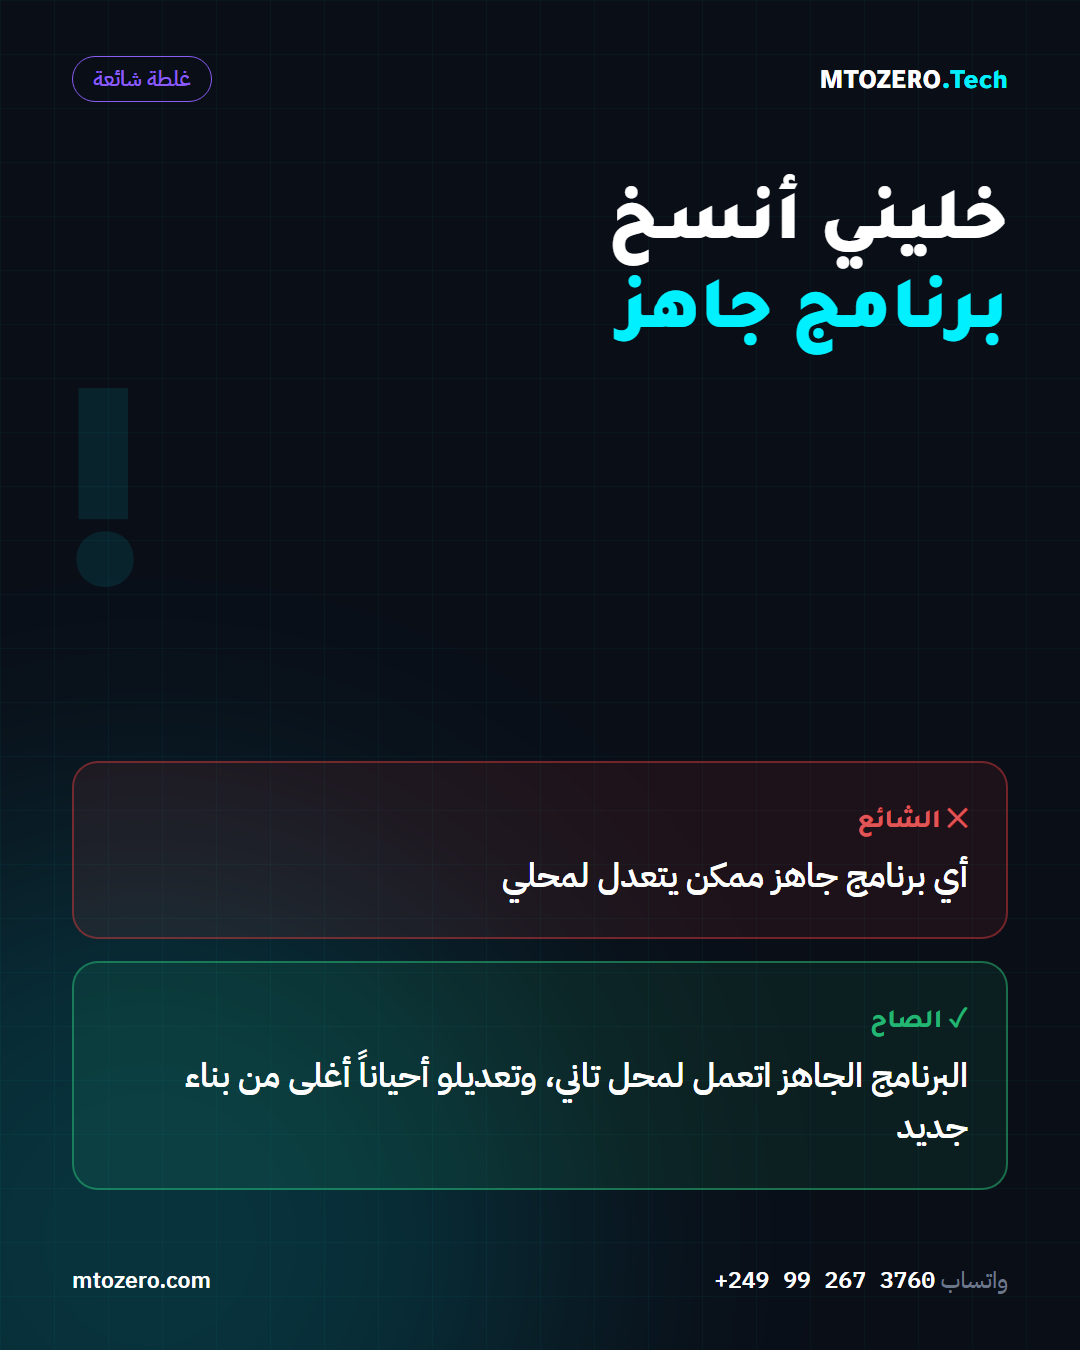 MTOZERO.Tech
غلطة شائعة
خليني أنسخ
برنامج جاهز
!
✕ الشائع
أي برنامج جاهز ممكن يتعدل لمحلي
✓ الصاح
البرنامج الجاهز اتعمل لمحل تاني، وتعديلو أحياناً أغلى من بناء
جديد
واتساب +249 99 267 3760
mtozero.com